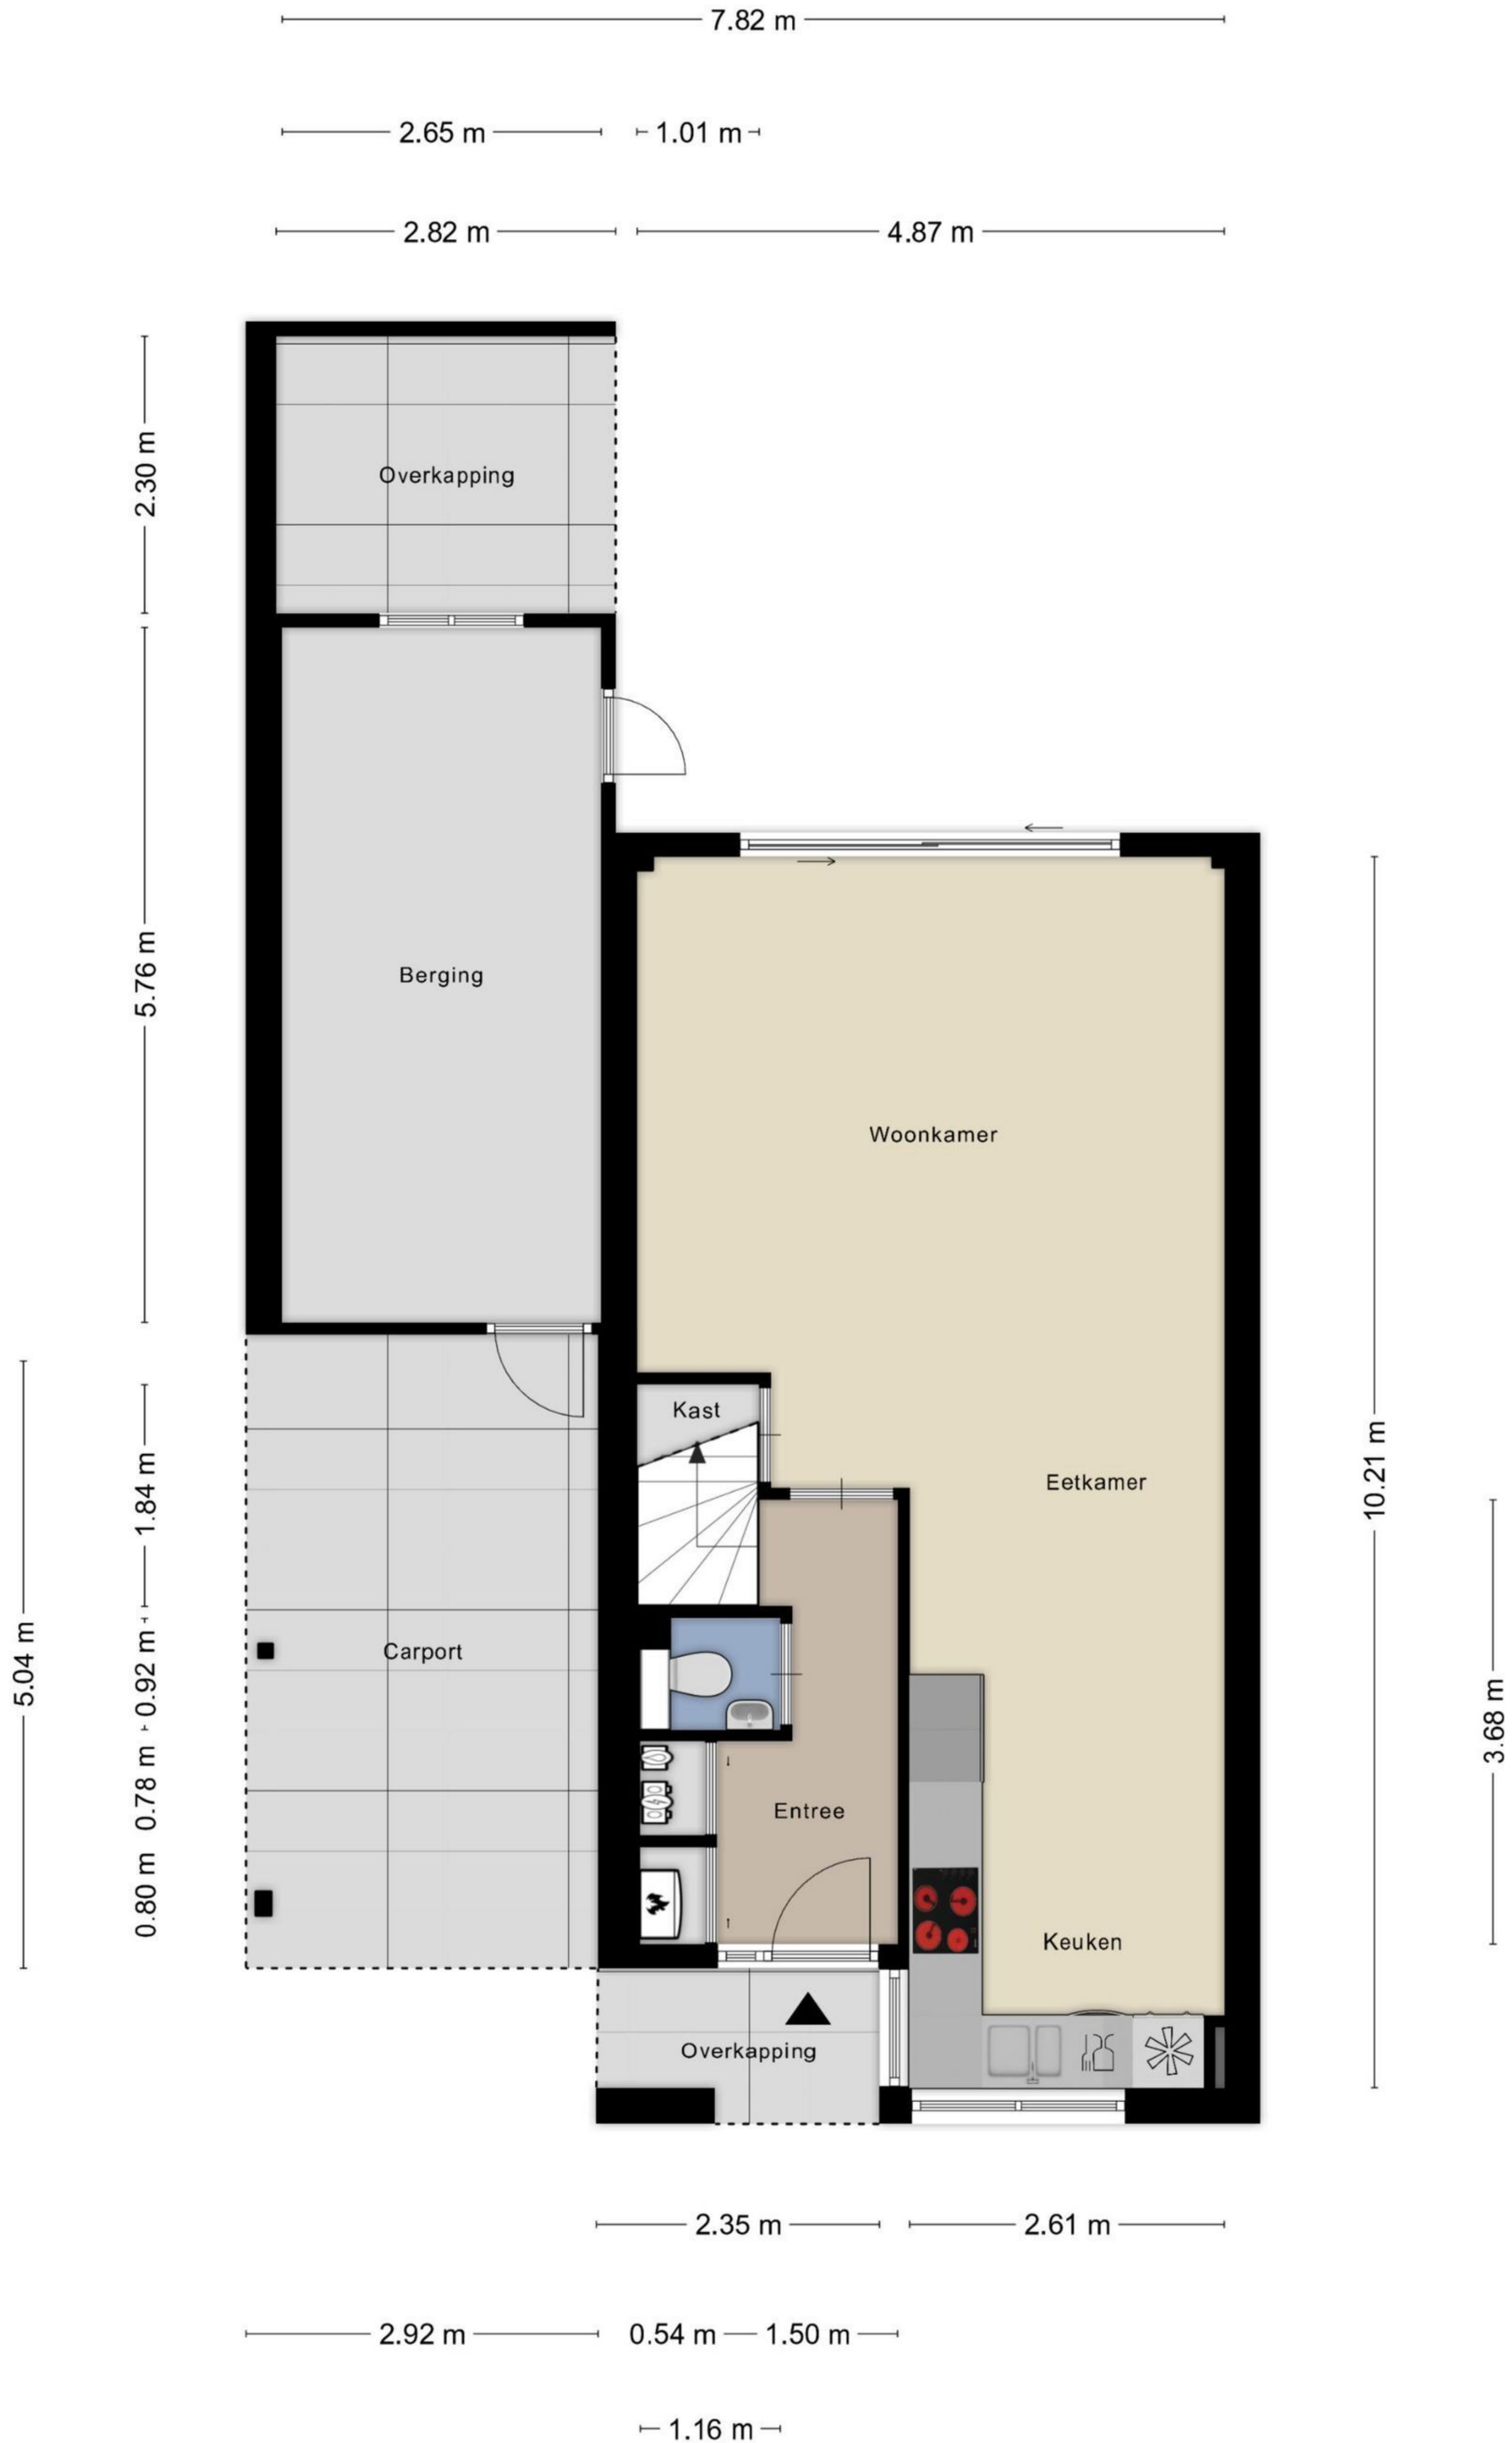 7.82 m
2.65 m
1.01 m
2.82 m
4.87 m
2.30 m
Overkapping
5.76 m
Berging
Woonkamer
Kast
10.21 m
Eetkamer
1.84 m
5.04 m
Carport
0.92 m
3.68 m
0.78 m
Entree
0.80 m
Keuken
Overkapping
2.35 m
2.61 m
2.92 m
0.54 m
1.50 m
1.16 m